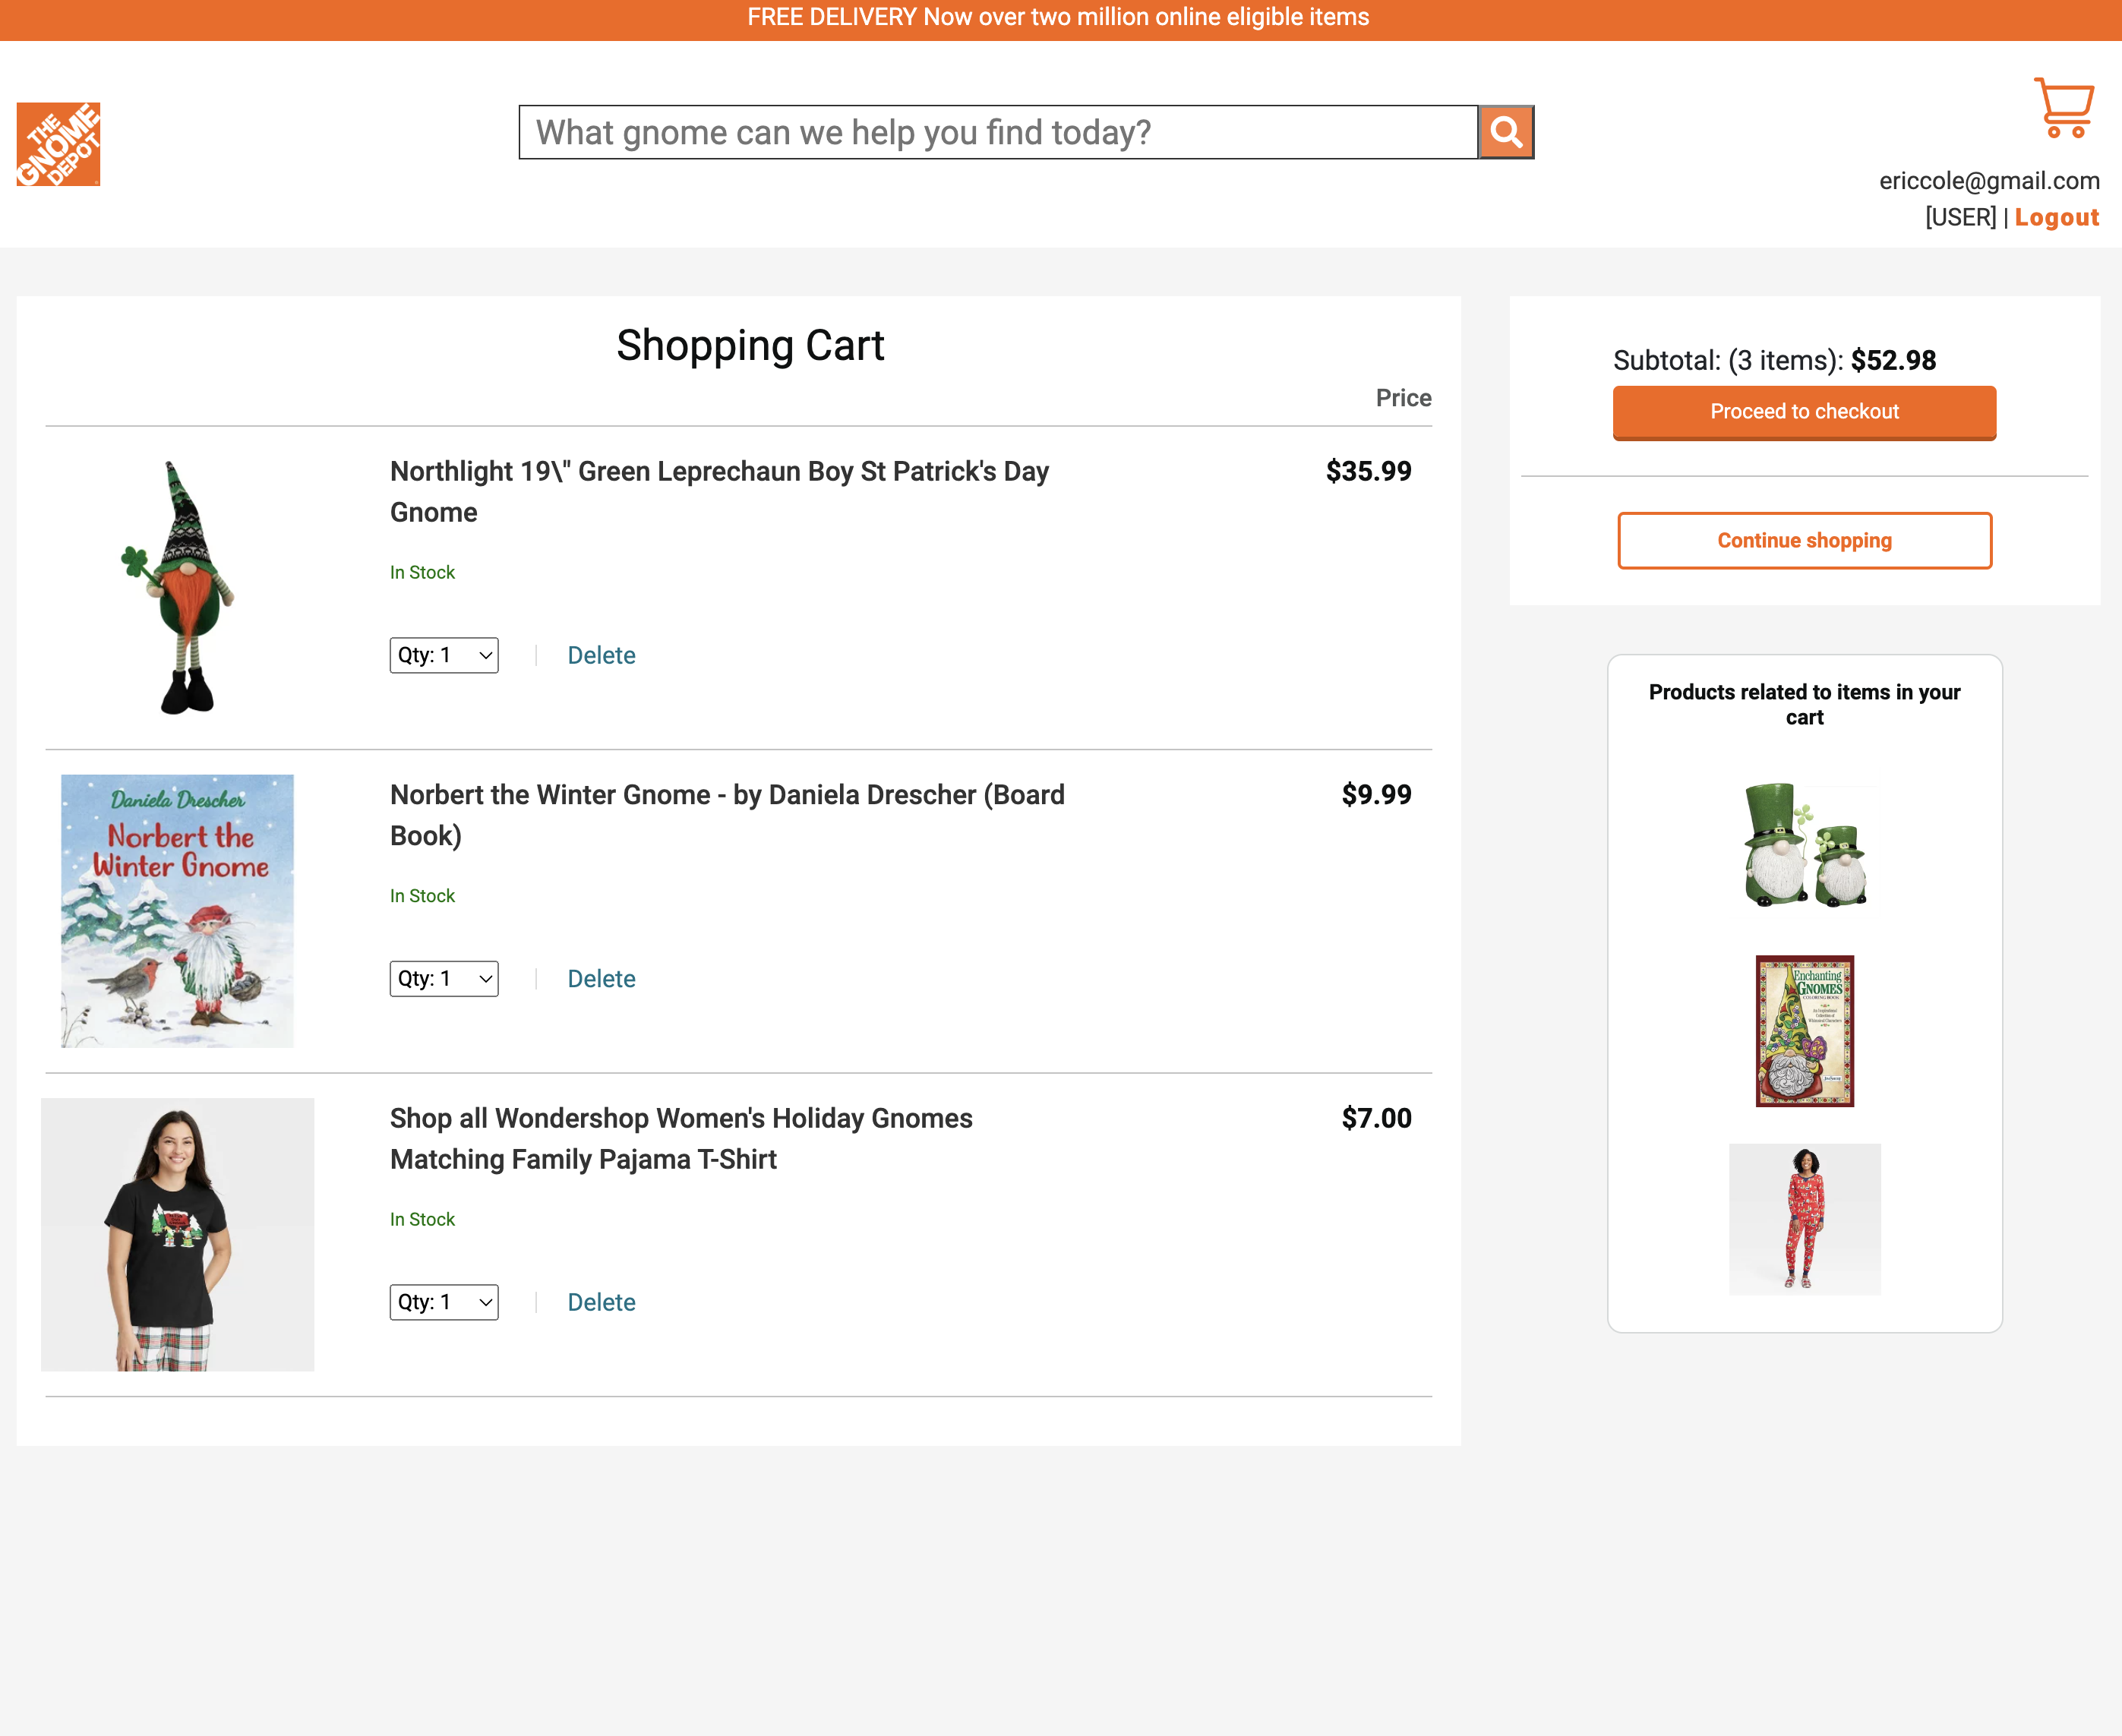 FREE DELIVERY Now over two million online eligible items
THE
GNOME
DEPOT
What gnome can we help you find today?
ericcole@gmail.com
[USER] | Logout
Shopping Cart
Price
Northlight 19\" Green Leprechaun Boy St Patrick's Day
Gnome
$35.99
In Stock
Qty: 1
Delete
Daniela Drescher
Norbert the
Winter Gnome
Norbert the Winter Gnome - by Daniela Drescher (Board
Book)
$9.99
In Stock
Qty: 1
Delete
Shop all Wondershop Women's Holiday Gnomes
Matching Family Pajama T-Shirt
$7.00
In Stock
Qty: 1
Delete
Subtotal: (3 items): $52.98
Proceed to checkout
Continue shopping
Products related to items in your
cart
Enchanting
GNOMES
COLORING BOOK